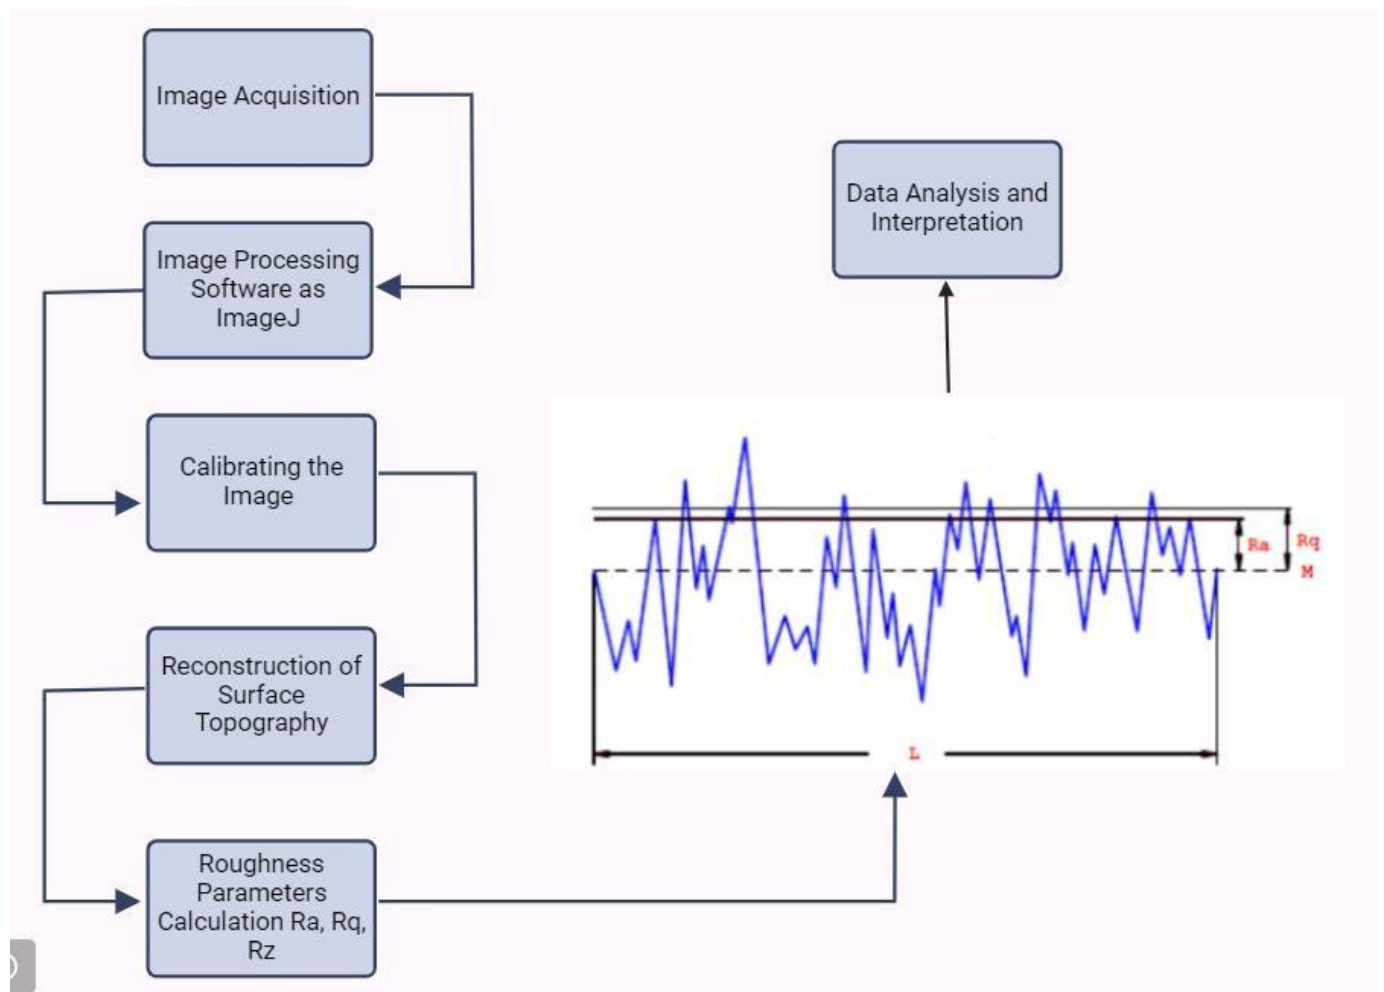 Image Acquisition
Image Processing
Software as
ImageJ
Calibrating the
Image
Reconstruction of
Surface
Topography
Roughness
Parameters
Calculation Ra, Rq,
Rz
Data Analysis and
Interpretation
Ra
Rq
M
L